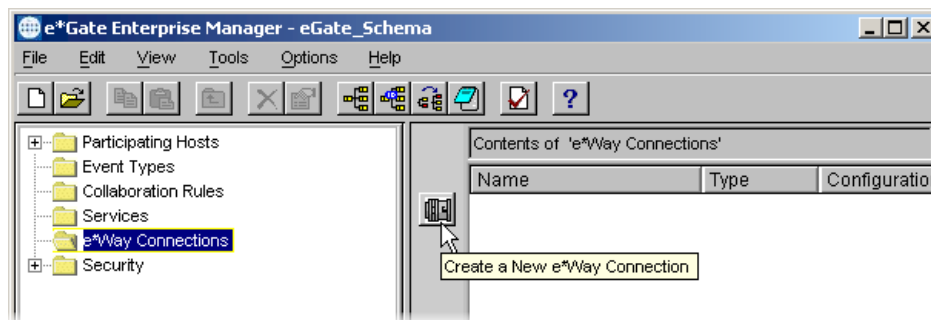 e*Gate Enterprise Manager - eGate_Schema
File Edit View Tools Options Help
Participating Hosts
Event Types
Collaboration Rules
Services
e*Way Connections
Security
Contents of 'e*Way Connections'
Name Type Configuratio
Create a New e*Way Connection